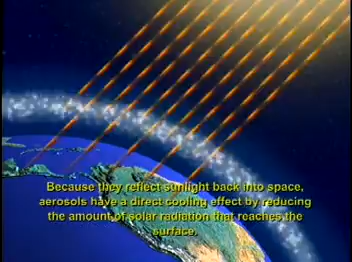 Because they reflect sunlight back into space,
aerosols have a direct cooling effect by reducing
the amount of solar radiation that reaches the
surface.